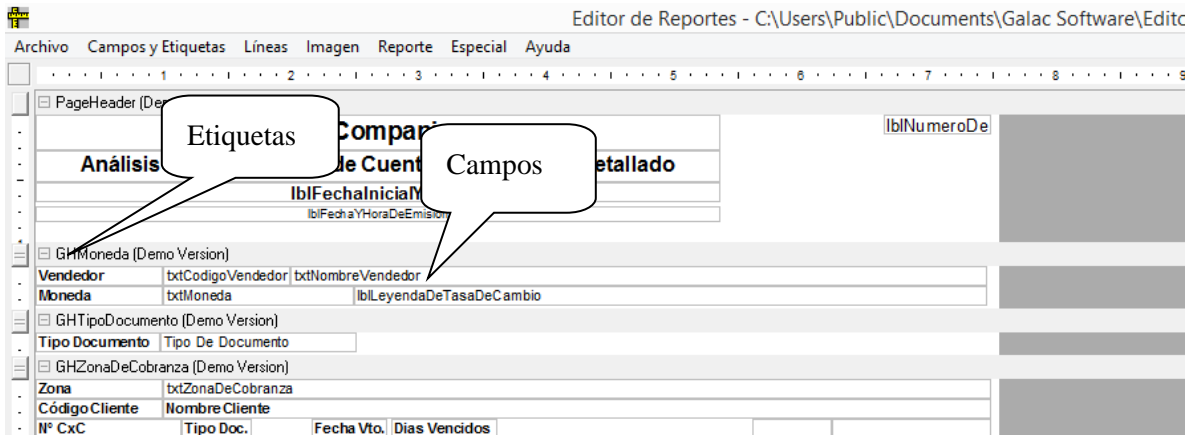 Editor de Reportes - C:\Users\Public\Documents\Galac Software\Edito
Archivo Campos y Etiquetas Líneas Imagen Reporte Especial Ayuda
1 2 3 4 5 6 7 8 9
PageHeader (De
Etiquetas
Compañ
lblNumeroDe
Campos
Análisis de Cuent etallado
lblFechaInicialY
lblFechaYHoraDeEmision
GHMoneda (Demo Version)
Vendedor txtCodigoVendedor txtNombreVendedor
Moneda txtMoneda lblLeyendaDeTasaDeCambio
GHTipoDocumento (Demo Version)
Tipo Documento Tipo De Documento
GHZonaDeCobranza (Demo Version)
Zona txtZonaDeCobranza
Código Cliente Nombre Cliente
Nº CxC Tipo Doc. Fecha Vto. Dias Vencidos